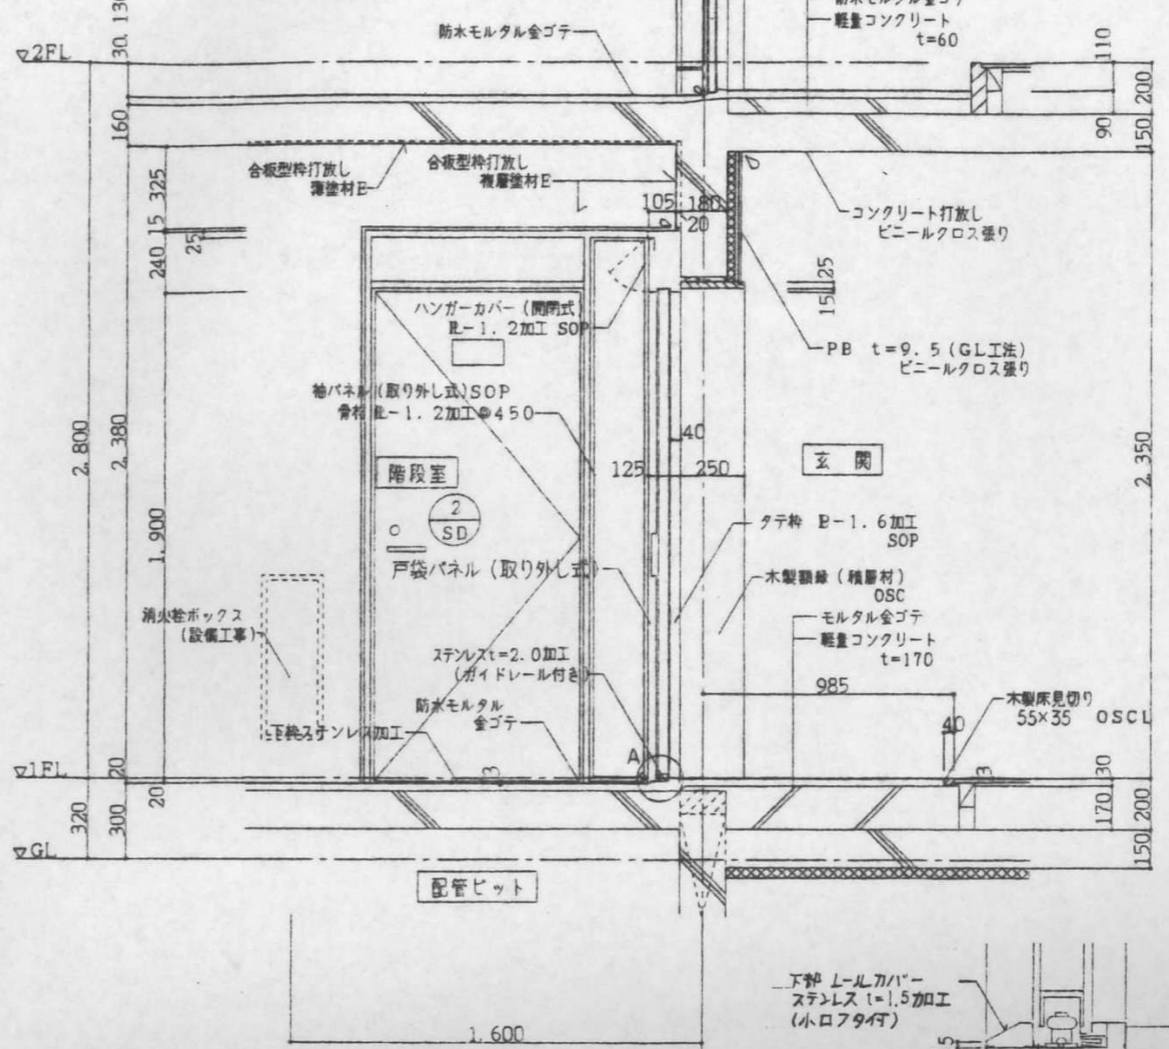 130
30.
防水モルタル金ゴテ
防水モルタル金ゴテ
軽量コンクリート
t=60
▽2FL
110
200
160
90
150
合板型枠打放し
薄塗材E
合板型枠打放し
複層塗材E
325
105 180
20
コンクリート打放し
ビニールクロス張り
15
25
240
25
15
ハンガーカバー (開閉式)
PL-1.2加工 SOP
PB t=9.5 (GL工法)
ビニールクロス張り
袖パネル (取り外し式) SOP
骨格 PL-1.2加工@450
2.800
2.380
40
階段室
125
250
玄関
2.350
2
SD
1.900
タテ枠 PL-1.6加工
SOP
戸袋パネル (取り外し式)
木製額縁 (積層材)
OSC
消火栓ボックス
(設備工事)
モルタル金ゴテ
軽量コンクリート
t=170
ステンレスt=2.0加工
(ガイドレール付き)
985
防水モルタル
金ゴテ
木製床見切り
55×35 OSCL
40
下枠ステンレス加工
A
▽1FL
20
3
3
30
20
320
300
170
200
▽GL
150
配管ピット
下部 レールカバー
ステンレス t=1.5加工
(小口フタ付)
1.600
5